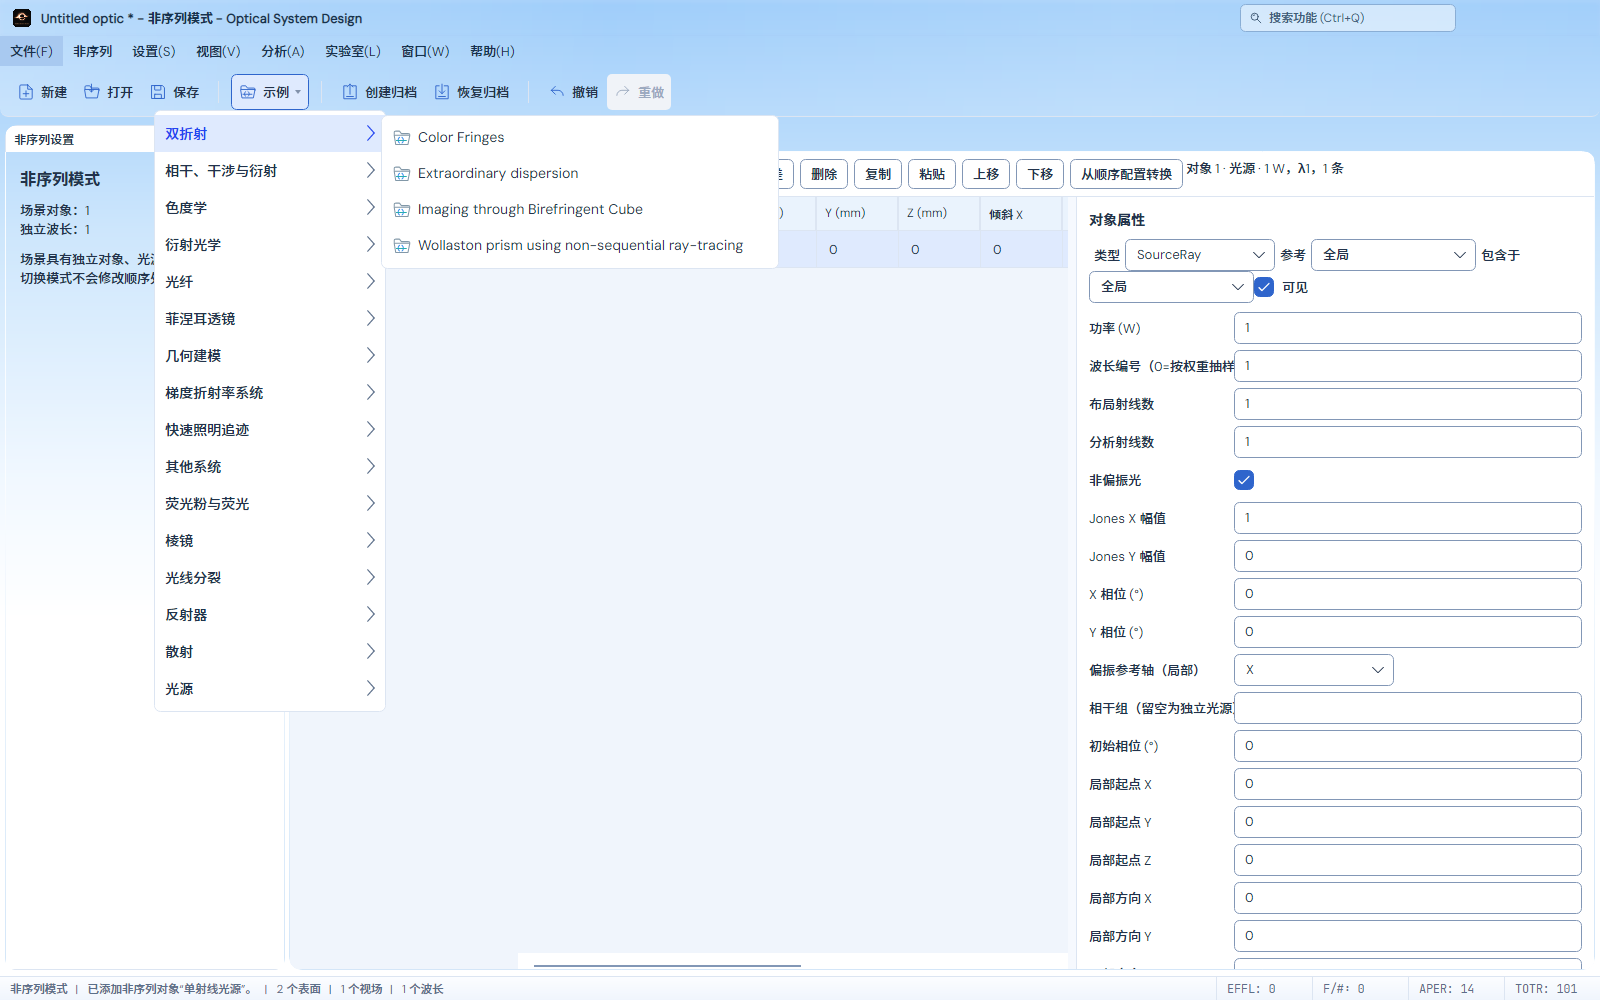 Untitled optic * - 非序列模式 - Optical System Design
搜索功能 (Ctrl+Q)
文件(F) 非序列 设置(S) 视图(V) 分析(A) 实验室(L) 窗口(W) 帮助(H)
新建 打开 保存 示例 创建归档 恢复归档 撤销 重做
非序列设置
非序列模式
场景对象：1
独立波长：1
场景具有独立对象、光
切换模式不会修改顺序
双折射
相干、干涉与衍射
色度学
衍射光学
光纤
菲涅耳透镜
几何建模
梯度折射率系统
快速照明追迹
其他系统
荧光粉与荧光
棱镜
光线分裂
反射器
散射
光源
Color Fringes
Extraordinary dispersion
Imaging through Birefringent Cube
Wollaston prism using non-sequential ray-tracing
删除 复制 粘贴 上移 下移 从顺序配置转换 对象 1 · 光源 · 1 W，λ1，1 条
) Y (mm) Z (mm) 倾斜 X
0 0 0
对象属性
类型 SourceRay 参考 全局 包含于
全局 可见
功率 (W) 1
波长编号（0=按权重抽样 1
布局射线数 1
分析射线数 1
非偏振光
Jones X 幅值 1
Jones Y 幅值 0
X 相位 (°) 0
Y 相位 (°) 0
偏振参考轴（局部） X
相干组（留空为独立光源
初始相位 (°) 0
局部起点 X 0
局部起点 Y 0
局部起点 Z 0
局部方向 X 0
局部方向 Y 0
非序列模式 | 已添加非序列对象“单射线光源”。 | 2 个表面 | 1 个视场 | 1 个波长
EFFL: 0 F/#: 0 APER: 14 TOTR: 101